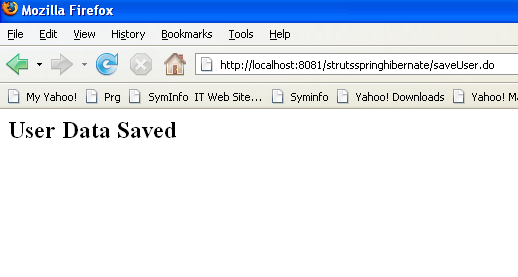 Mozilla Firefox
File Edit View History Bookmarks Tools Help
http://localhost:8081/strutsspringhibernate/saveUser.do
My Yahoo! Prg SymInfo IT Web Site... Syminfo Yahoo! Downloads Yahoo! Ma
User Data Saved